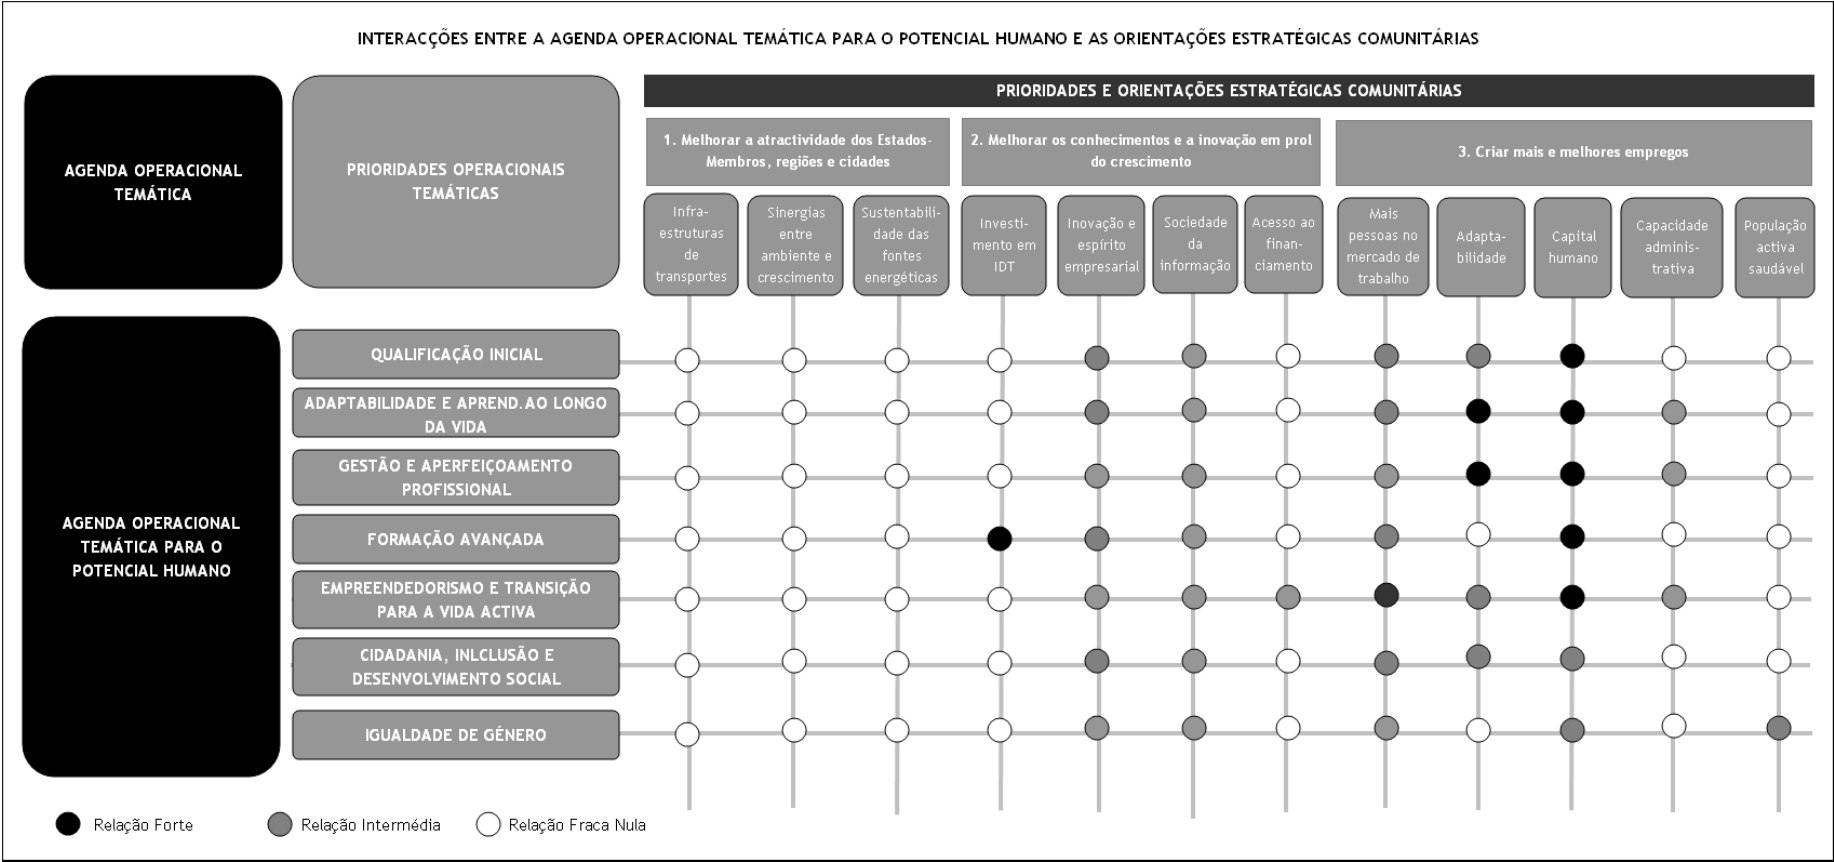 INTERACÇÕES ENTRE A AGENDA OPERACIONAL TEMÁTICA PARA O POTENCIAL HUMANO E AS ORIENTAÇÕES ESTRATÉGICAS COMUNITÁRIAS
AGENDA OPERACIONAL
TEMÁTICA
PRIORIDADES OPERACIONAIS
TEMÁTICAS
PRIORIDADES E ORIENTAÇÕES ESTRATÉGICAS COMUNITÁRIAS
1. Melhorar a atractividade dos Estados-
Membros, regiões e cidades
2. Melhorar os conhecimentos e a inovação em prol
do crescimento
3. Criar mais e melhores empregos
Infra-
estruturas
de
transportes
Sinergias
entre
ambiente e
crescimento
Sustentabili-
dade das
fontes
energéticas
Investi-
mento em
IDT
Inovação e
espírito
empresarial
Sociedade
da
informação
Acesso ao
finan-
ciamento
Mais
pessoas no
mercado de
trabalho
Adapta-
bilidade
Capital
humano
Capacidade
adminis-
trativa
População
activa
saudável
AGENDA OPERACIONAL
TEMÁTICA PARA O
POTENCIAL HUMANO
QUALIFICAÇÃO INICIAL
ADAPTABILIDADE E APREND.AO LONGO
DA VIDA
GESTÃO E APERFEIÇOAMENTO
PROFISSIONAL
FORMAÇÃO AVANÇADA
EMPREENDEDORISMO E TRANSIÇÃO
PARA A VIDA ACTIVA
CIDADANIA, INLCLUSÃO E
DESENVOLVIMENTO SOCIAL
IGUALDADE DE GÉNERO
Relação Forte
Relação Intermédia
Relação Fraca Nula